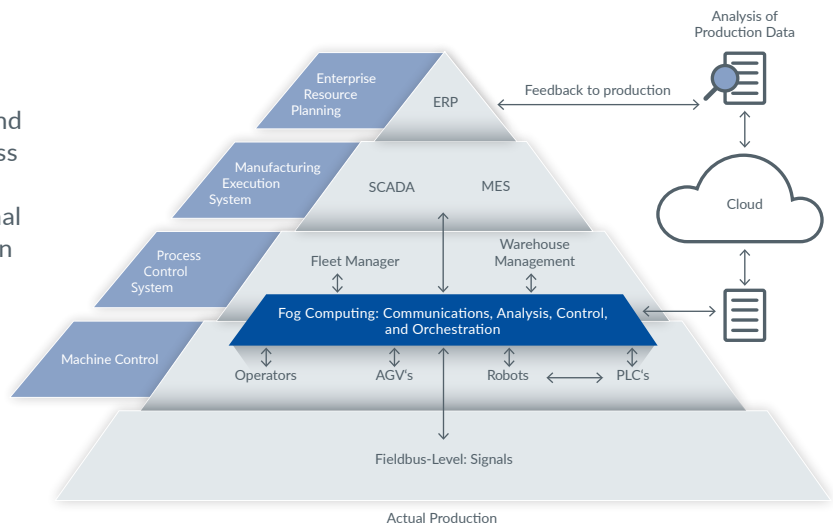 Analysis of
Production Data
Enterprise
Resource
Planning
ERP
Feedback to production
Manufacturing
Execution
System
SCADA
MES
Cloud
Process
Control
System
Fleet Manager
Warehouse
Management
Fog Computing: Communications, Analysis, Control,
and Orchestration
Machine Control
Operators
AGV‘s
Robots
PLC‘s
Fieldbus-Level: Signals
Actual Production